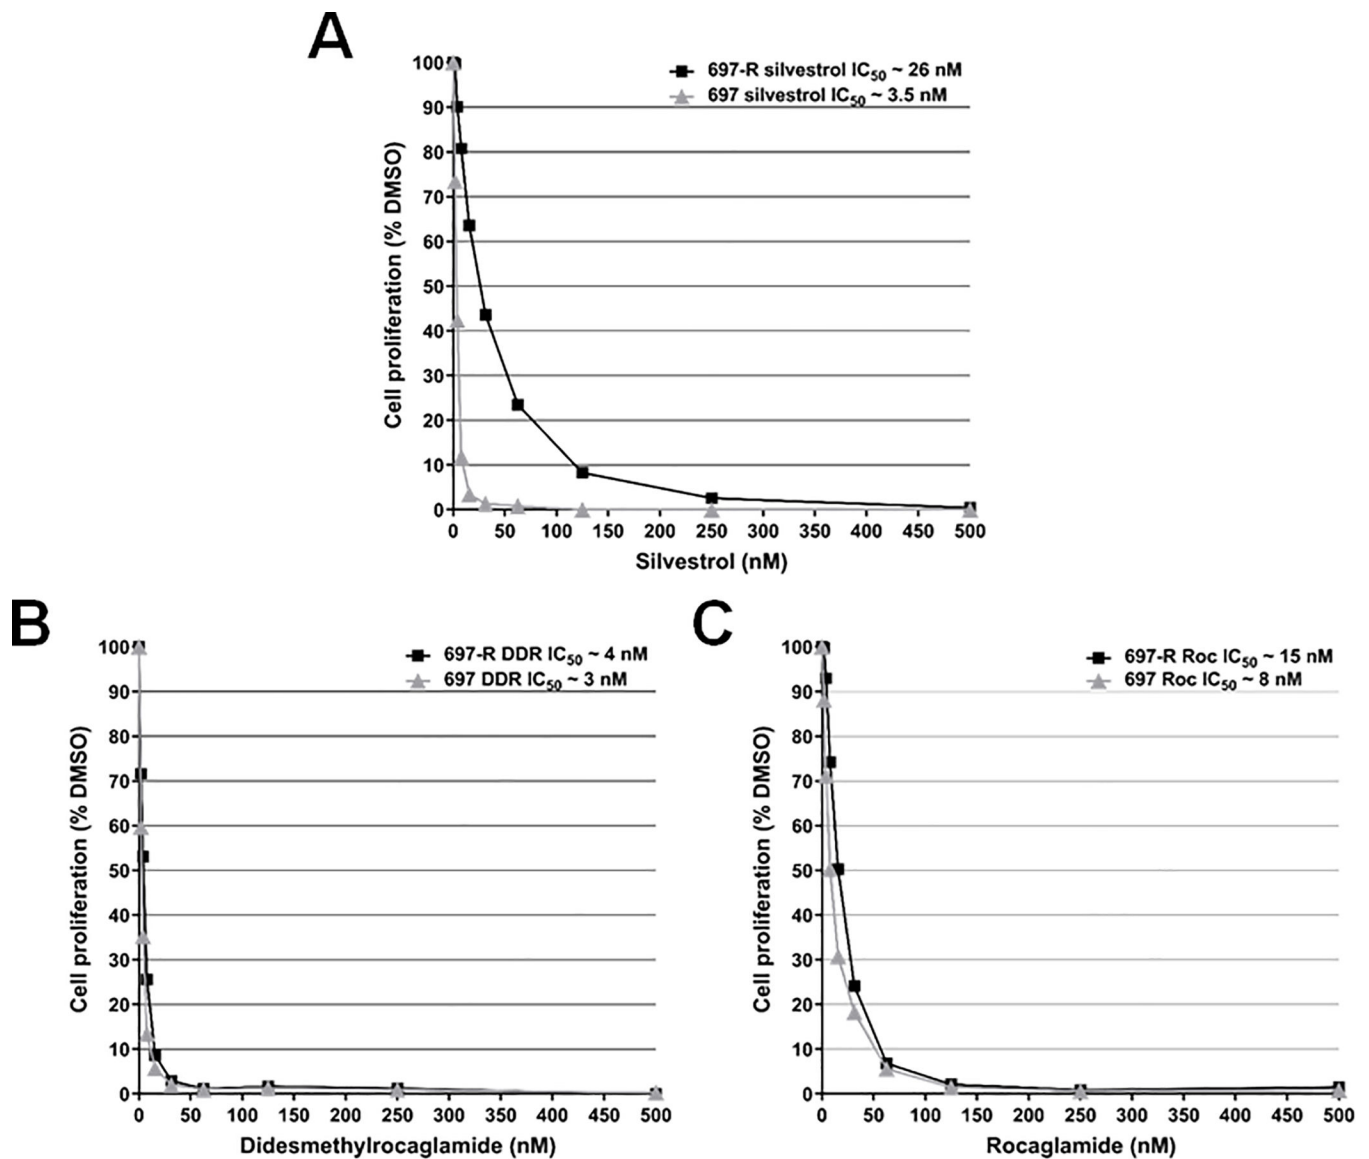 A
697-R silvestrol IC50 ~ 26 nM
697 silvestrol IC50 ~ 3.5 nM
Cell proliferation (% DMSO)
100
90
80
70
60
50
40
30
20
10
0
0 50 100 150 200 250 300 350 400 450 500
Silvestrol (nM)
B
697-R DDR IC50 ~ 4 nM
697 DDR IC50 ~ 3 nM
Cell proliferation (% DMSO)
100
90
80
70
60
50
40
30
20
10
0
0 50 100 150 200 250 300 350 400 450 500
Didesmethylrocaglamide (nM)
C
697-R Roc IC50 ~ 15 nM
697 Roc IC50 ~ 8 nM
Cell proliferation (% DMSO)
100
90
80
70
60
50
40
30
20
10
0
0 50 100 150 200 250 300 350 400 450 500
Rocaglamide (nM)